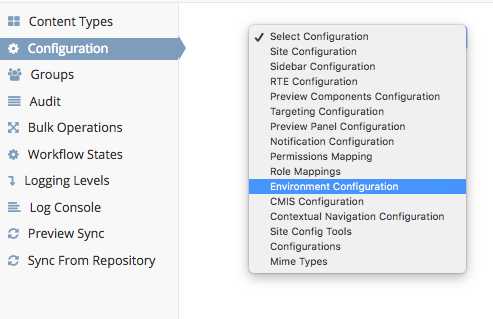 Content Types
Configuration
Groups
Audit
Bulk Operations
Workflow States
Logging Levels
Log Console
Preview Sync
Sync From Repository
Select Configuration
Site Configuration
Sidebar Configuration
RTE Configuration
Preview Components Configuration
Targeting Configuration
Preview Panel Configuration
Notification Configuration
Permissions Mapping
Role Mappings
Environment Configuration
CMIS Configuration
Contextual Navigation Configuration
Site Config Tools
Configurations
Mime Types